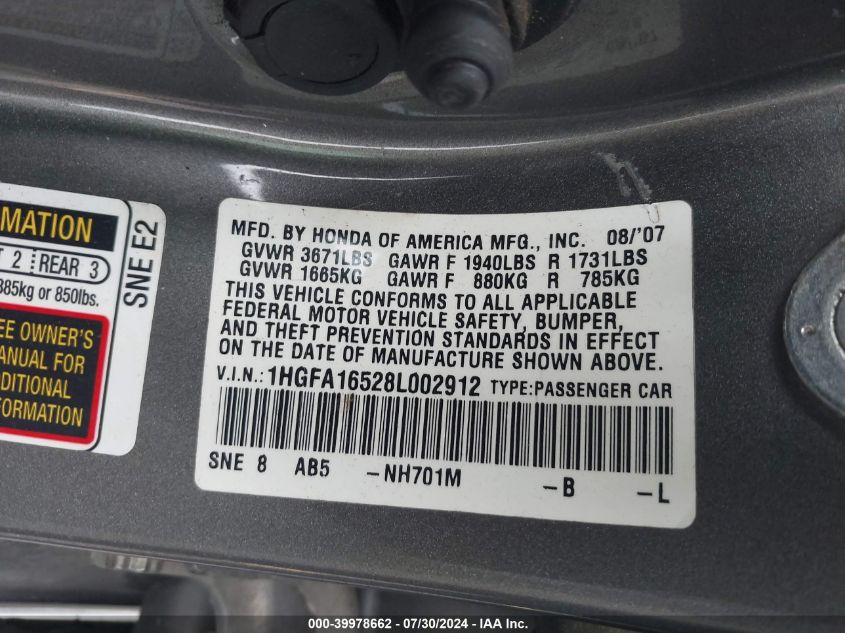 MATION
T 2 REAR 3
385kg or 850lbs.
EE OWNER'S
ANUAL FOR
DITIONAL
FORMATION
SNE E2
MFD. BY HONDA OF AMERICA MFG., INC. 08/'07
GVWR 3671LBS GAWR F 1940LBS R 1731LBS
GVWR 1665KG GAWR F 880KG R 785KG
THIS VEHICLE CONFORMS TO ALL APPLICABLE
FEDERAL MOTOR VEHICLE SAFETY, BUMPER,
AND THEFT PREVENTION STANDARDS IN EFFECT
ON THE DATE OF MANUFACTURE SHOWN ABOVE.
V.I.N.: 1HGFA16528L002912 TYPE:PASSENGER CAR
SNE 8 AB5 -NH701M -B -L
000-39978662 - 07/30/2024 - COPYRIGHT © IAA, Inc.